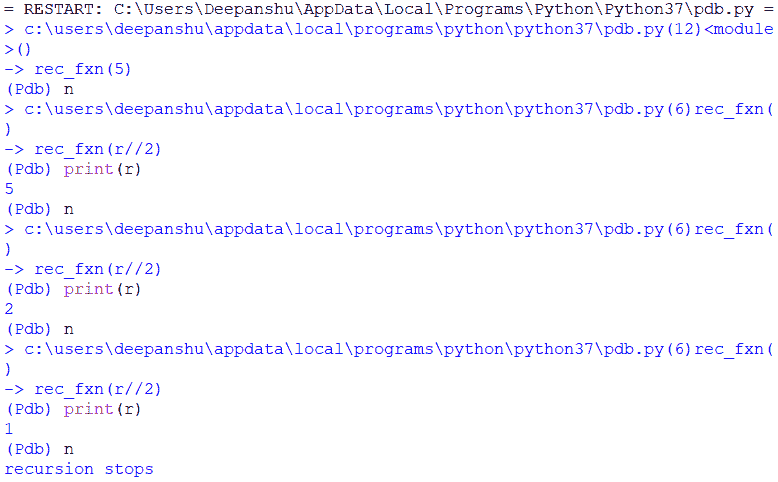 = RESTART: C:\Users\Deepanshu\AppData\Local\Programs\Python\Python37\pdb.py =
> c:\users\deepanshu\appdata\local\programs\python\python37\pdb.py(12)<module
>()
-> rec_fxn(5)
(Pdb) n
> c:\users\deepanshu\appdata\local\programs\python\python37\pdb.py(6)rec_fxn(
)
-> rec_fxn(r//2)
(Pdb) print(r)
5
(Pdb) n
> c:\users\deepanshu\appdata\local\programs\python\python37\pdb.py(6)rec_fxn(
)
-> rec_fxn(r//2)
(Pdb) print(r)
2
(Pdb) n
> c:\users\deepanshu\appdata\local\programs\python\python37\pdb.py(6)rec_fxn(
)
-> rec_fxn(r//2)
(Pdb) print(r)
1
(Pdb) n
recursion stops